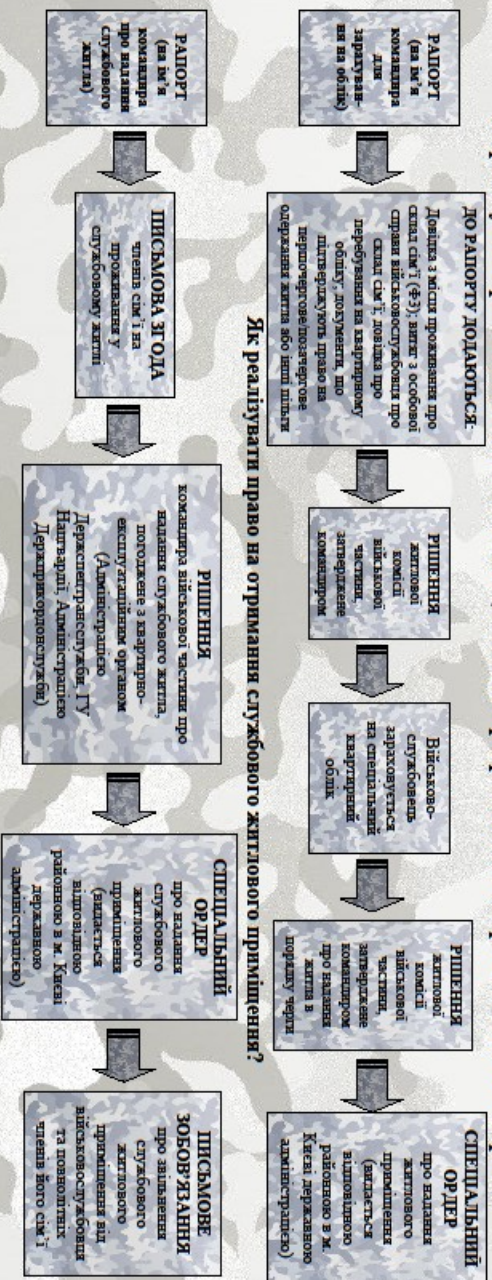 РАПОРТ
(на ім'я
командира
для
зарахуван-
ня на облік)
ДО РАПОРТУ ДОДАЮТЬСЯ:
Довідка з місця проживання про
склад сім'ї (Ф3); витяг з особової
справи військовослужбовця про
склад сім'ї, довідка про
перебування на квартирному
обліку; документи, що
підтверджують право на
першочергове/позачергове
одержання житла або інші пільги
РІШЕННЯ
житлової
комісії
військової
частини,
затверджене
командиром
Військово-
службовець
зараховується
на спеціальний
квартирний
облік
РІШЕННЯ
житлової
комісії
військової
частини,
затверджене
командиром
про надання
житла в
порядку черги
СПЕЦІАЛЬНИЙ
ОРДЕР
про надання
житлового
приміщення
(видається
відповідною
районною в м.
Києві державною
адміністрацією)
Як реалізувати право на отримання службового житлового приміщення?
РАПОРТ
(на ім'я
командира
про надання
службового
житла)
ПИСЬМОВА ЗГОДА
членів сім'ї на
проживання у
службовому житлі
РІШЕННЯ
командира військової частини про
надання службового житла,
погоджене з квартирно-
експлуатаційним органом
(Адміністрацією
Держспецтрансслужби, ГУ
Нацгвардії, Адміністрацією
Держприкордонслужби)
СПЕЦІАЛЬНИЙ
ОРДЕР
про надання
службового
житлового
приміщення
(видається
відповідною
районною в м. Києві
державною
адміністрацією)
ПИСЬМОВЕ
ЗОБОВ'ЯЗАННЯ
про звільнення
службового
житлового
приміщення від
військовослужбовця
та повнолітніх
членів його сім'ї